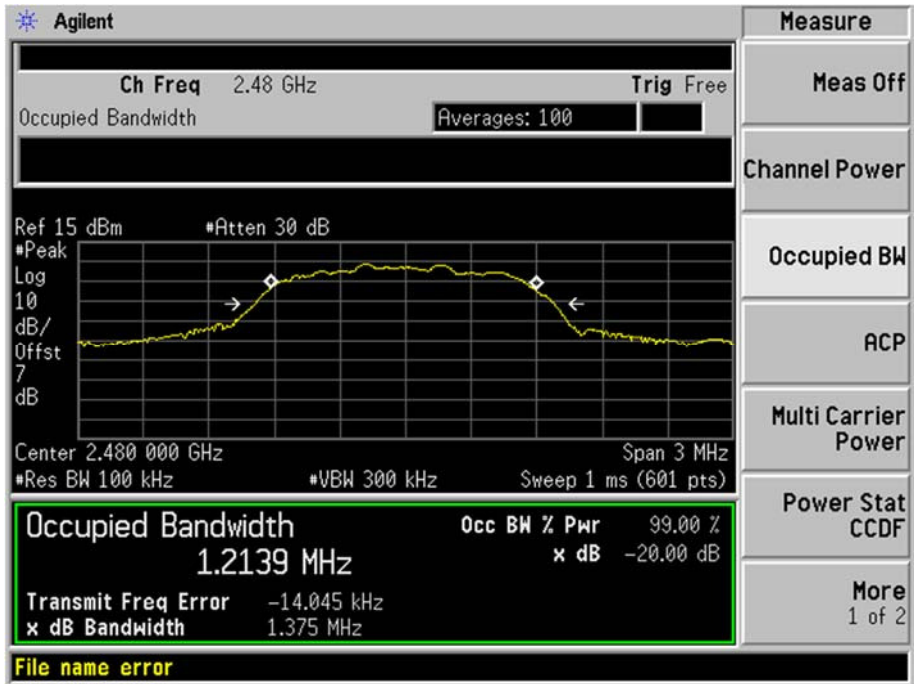 Agilent
Measure
Ch Freq 2.48 GHz Trig Free
Occupied Bandwidth Averages: 100
Ref 15 dBm #Atten 30 dB
#Peak
Log
10
dB/
Offst
7
dB
Center 2.480 000 GHz Span 3 MHz
#Res BW 100 kHz #VBW 300 kHz Sweep 1 ms (601 pts)
Occupied Bandwidth Occ BW % Pwr 99.00 %
1.2139 MHz x dB -20.00 dB
Transmit Freq Error -14.045 kHz
x dB Bandwidth 1.375 MHz
File name error
Meas Off
Channel Power
Occupied BW
ACP
Multi Carrier
Power
Power Stat
CCDF
More
1 of 2